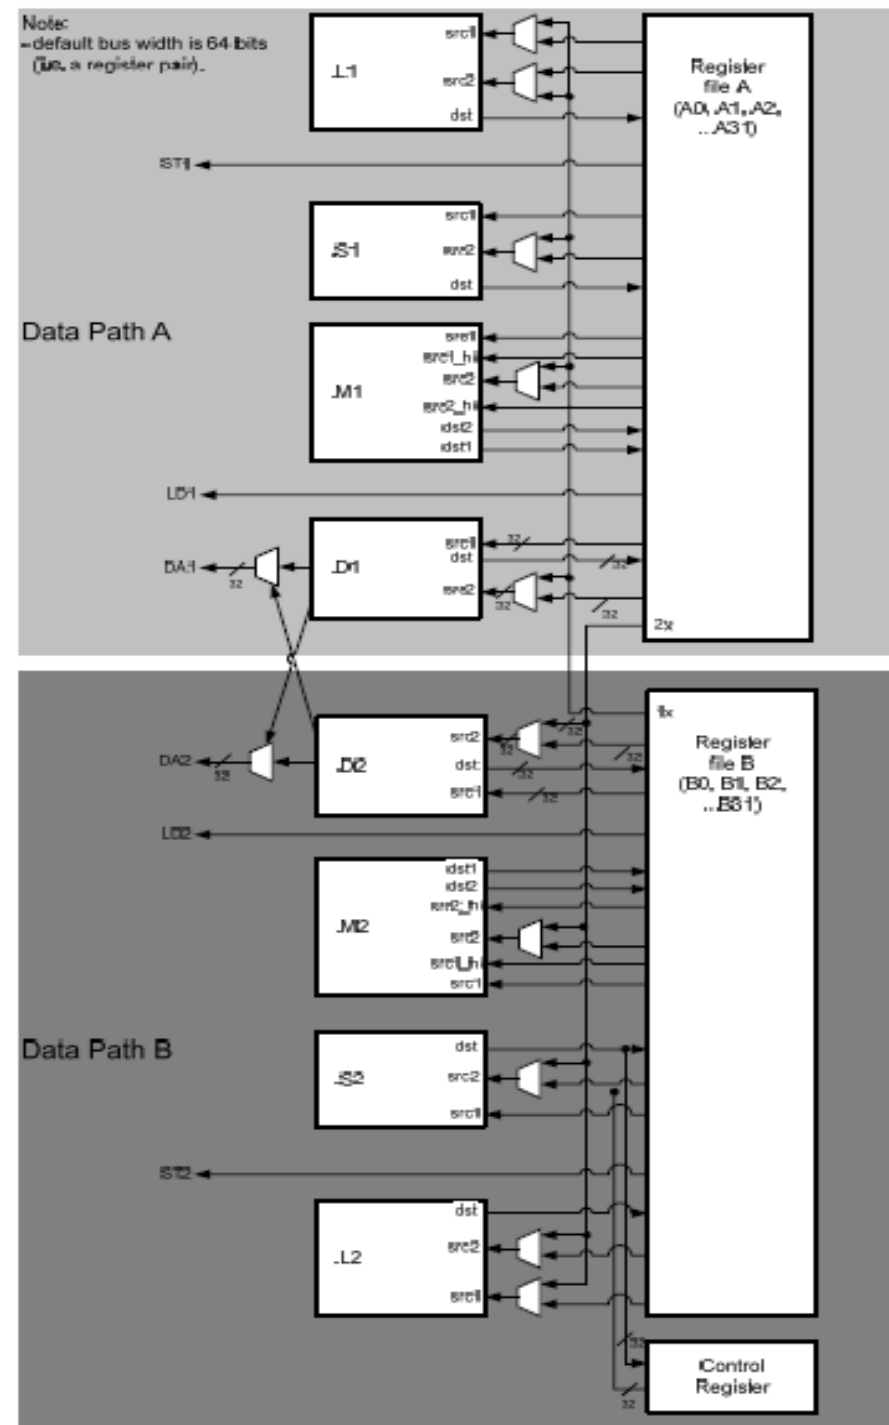 Note:
- default bus width is 64-bits
(i.e. a register pair).
src1
.L1
src2
dst
Register
file A
(A0, A1, A2,
...A31)
ST1
src1
.S1
src2
dst
Data Path A
src1
src1_hi
src2
.M1
src2_hi
dst2
dst1
LD1
src1
32
dst
DA1
32
.D1
32
src2
32
32
2x
1x
32
src2
32
32
Register
file B
(B0, B1, B2,
...B31)
DA2
32
.D2
dst
32
src1
32
LD2
dst1
dst2
src2_hi
.M2
src2
src1_hi
src1
Data Path B
dst
.S2
src2
src1
ST2
dst
.L2
src2
src1
32
Control
Register
32